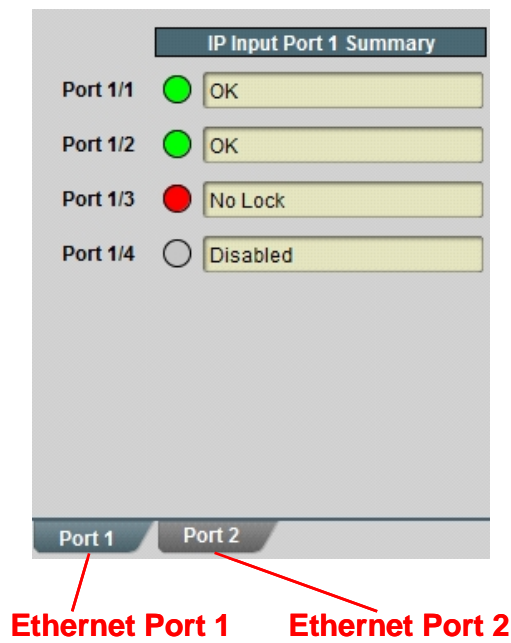 IP Input Port 1 Summary
Port 1/1 OK
Port 1/2 OK
Port 1/3 No Lock
Port 1/4 Disabled
Port 1 Port 2
Ethernet Port 1 Ethernet Port 2